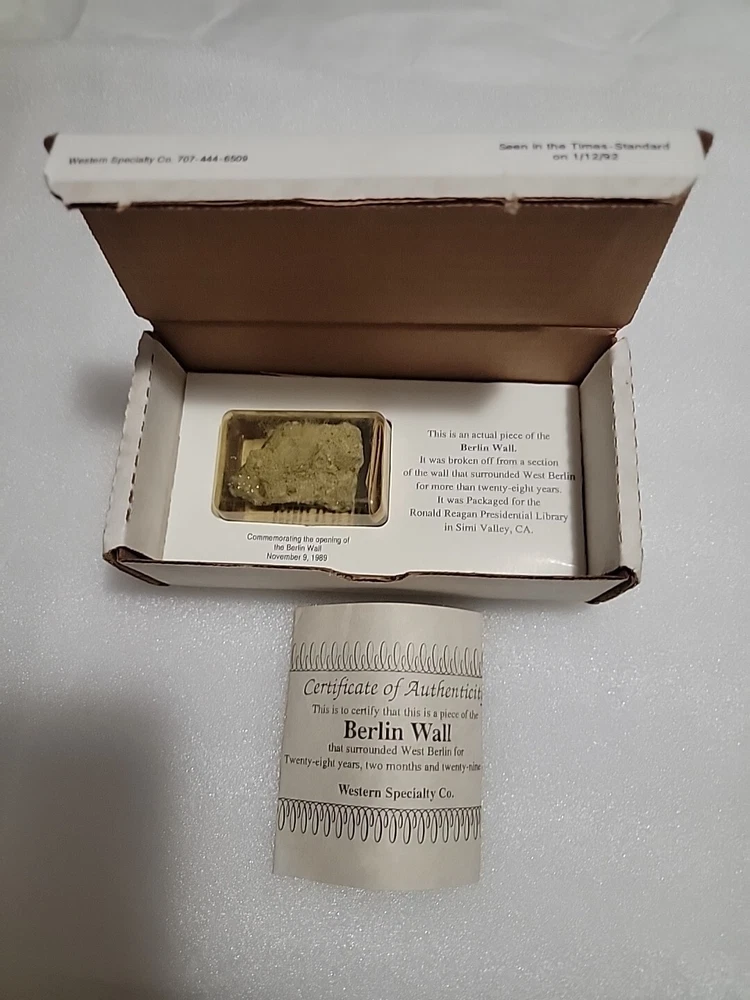 Western Specialty Co. 707-444-6509
Seen in the Times-Standard
on 1/12/92
This is an actual piece of the
Berlin Wall.
It was broken off from a section
of the wall that surrounded West Berlin
for more than twenty-eight years.
It was Packaged for the
Ronald Reagan Presidential Library
in Simi Valley, CA.
Commemorating the opening of
the Berlin Wall
November 9, 1989
Certificate of Authenticity
This is to certify that this is a piece of the
Berlin Wall
that surrounded West Berlin for
Twenty-eight years, two months and twenty-nine
Western Specialty Co.